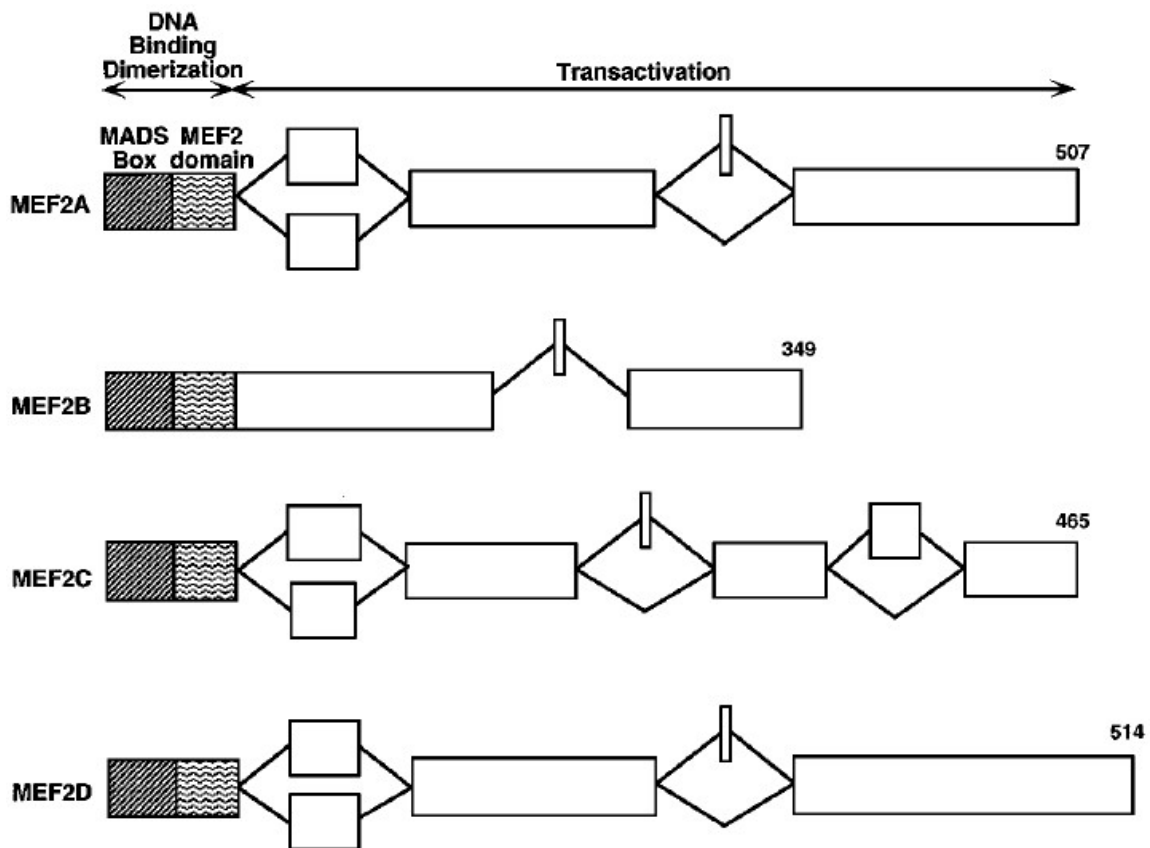 DNA
Binding
Dimerization
Transactivation
MADS MEF2
Box domain
507
MEF2A
349
MEF2B
465
MEF2C
514
MEF2D